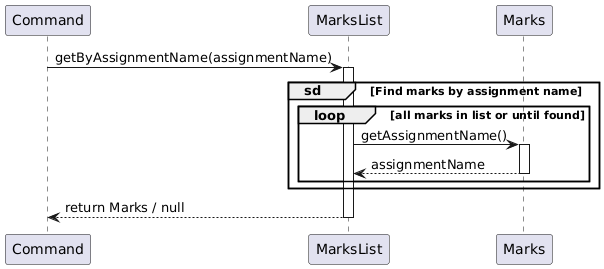 Command MarksList Marks
getByAssignmentName(assignmentName)
sd [Find marks by assignment name]
loop [all marks in list or until found]
getAssignmentName()
assignmentName
return Marks / null
Command MarksList Marks